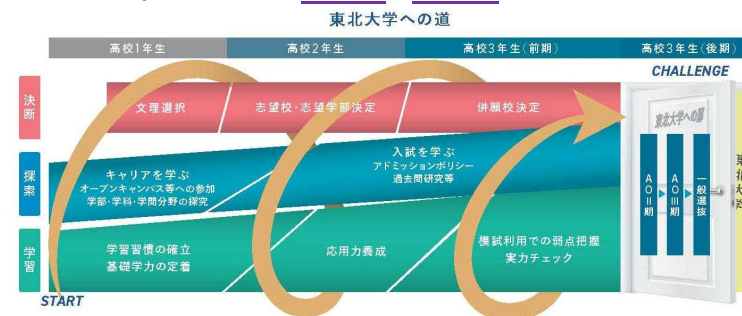 東北大学への道
高校1年生
高校2年生
高校3年生(前期)
高校3年生(後期)
CHALLENGE
決断
文理選択
志望校・志望学部決定
併願校決定
東北大学への扉
探索
キャリアを学ぶ
オープンキャンパス等への参加
学部・学科・学問分野の探究
入試を学ぶ
アドミッションポリシー
過去問研究等
AOⅡ期
AOⅢ期
一般選抜
学習
学習習慣の確立
基礎学力の定着
応用力養成
模試利用での弱点把握
実力チェック
START